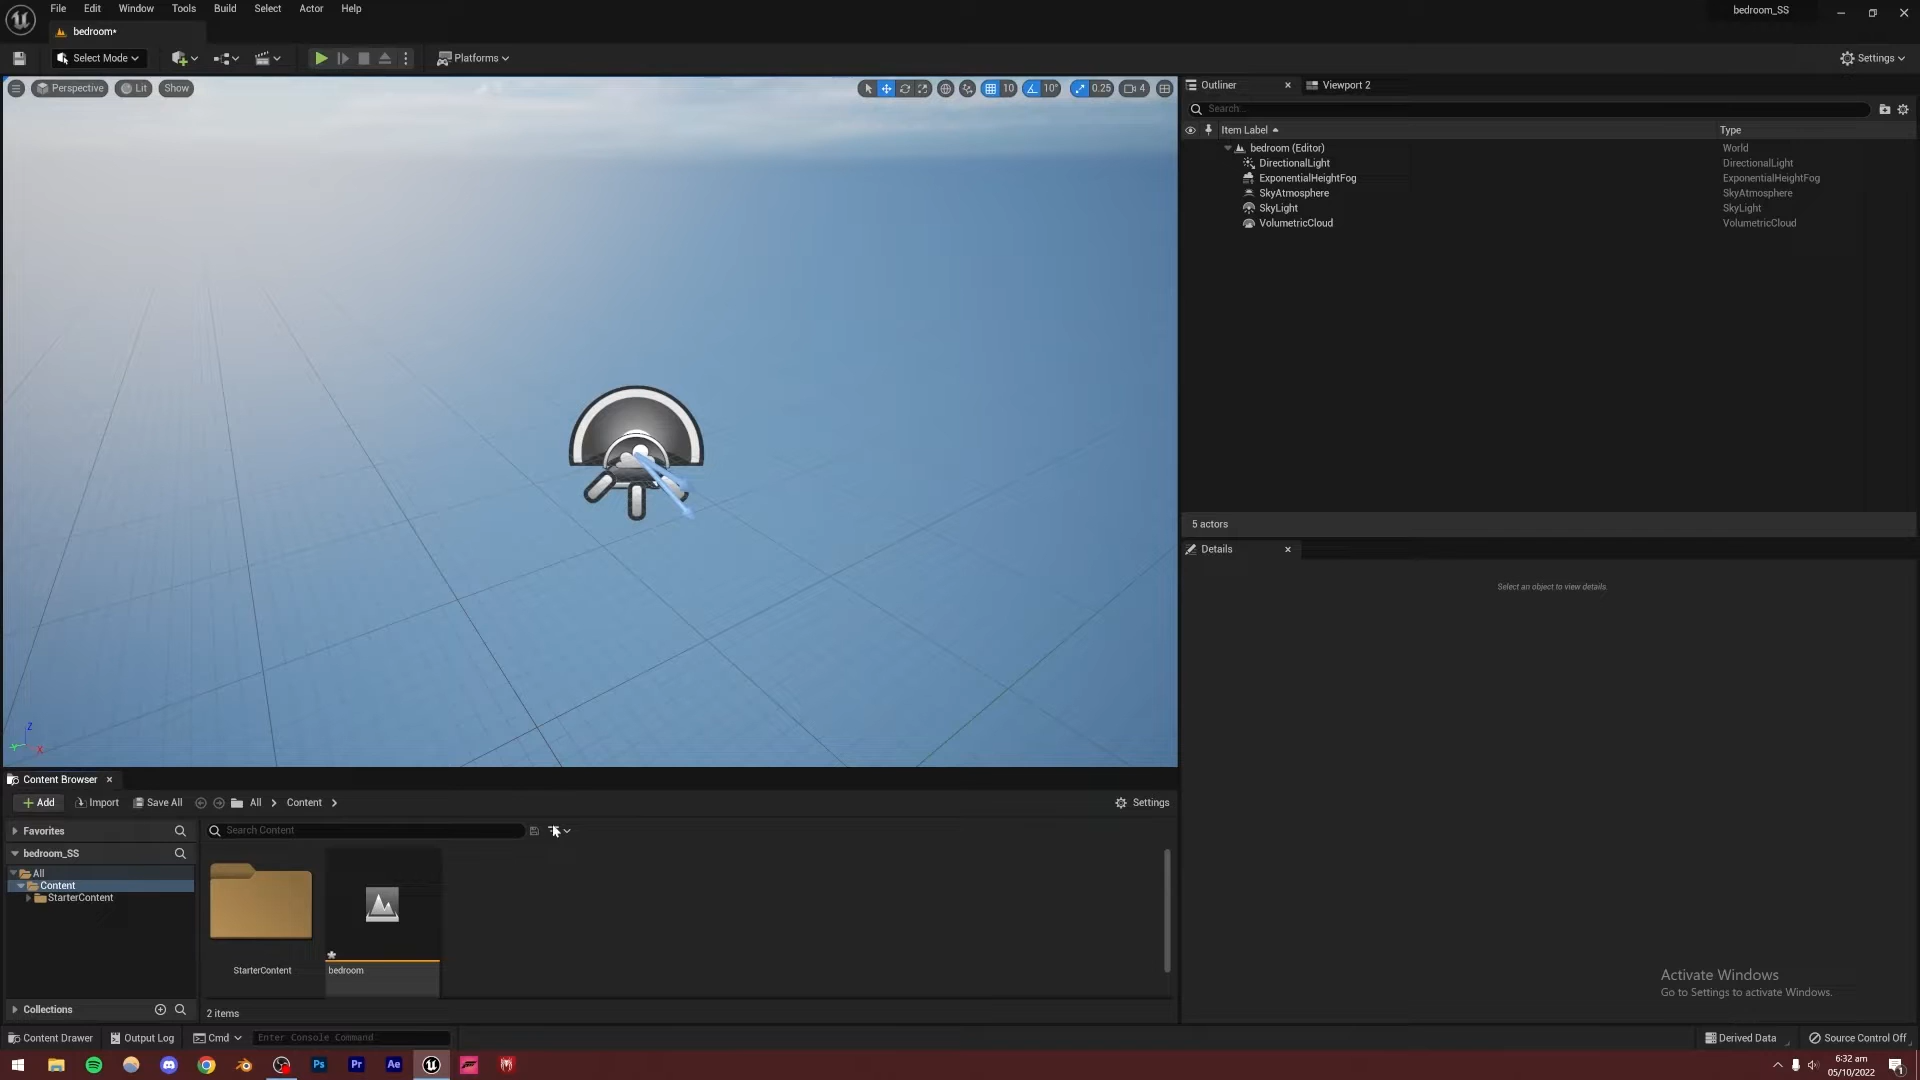 File Edit Window Tools Build Select Actor Help
bedroom_SS
bedroom*
Select Mode
Platforms
Settings
Perspective Lit Show
10 10° 0.25 4
Outliner
Viewport 2
Search...
Item Label Type
bedroom (Editor) World
DirectionalLight DirectionalLight
ExponentialHeightFog ExponentialHeightFog
SkyAtmosphere SkyAtmosphere
SkyLight SkyLight
VolumetricCloud VolumetricCloud
5 actors
Details
Select an object to view details.
Z
X
Content Browser
Add Import Save All All Content Settings
Favorites
Search Content
bedroom_SS
All
Content
StarterContent
StarterContent
bedroom
Collections
2 items
Activate Windows
Go to Settings to activate Windows.
Content Drawer Output Log Cmd Enter Console Command
Derived Data Source Control Off
Ps Pr Ae
6:32 am
05/10/2022
1